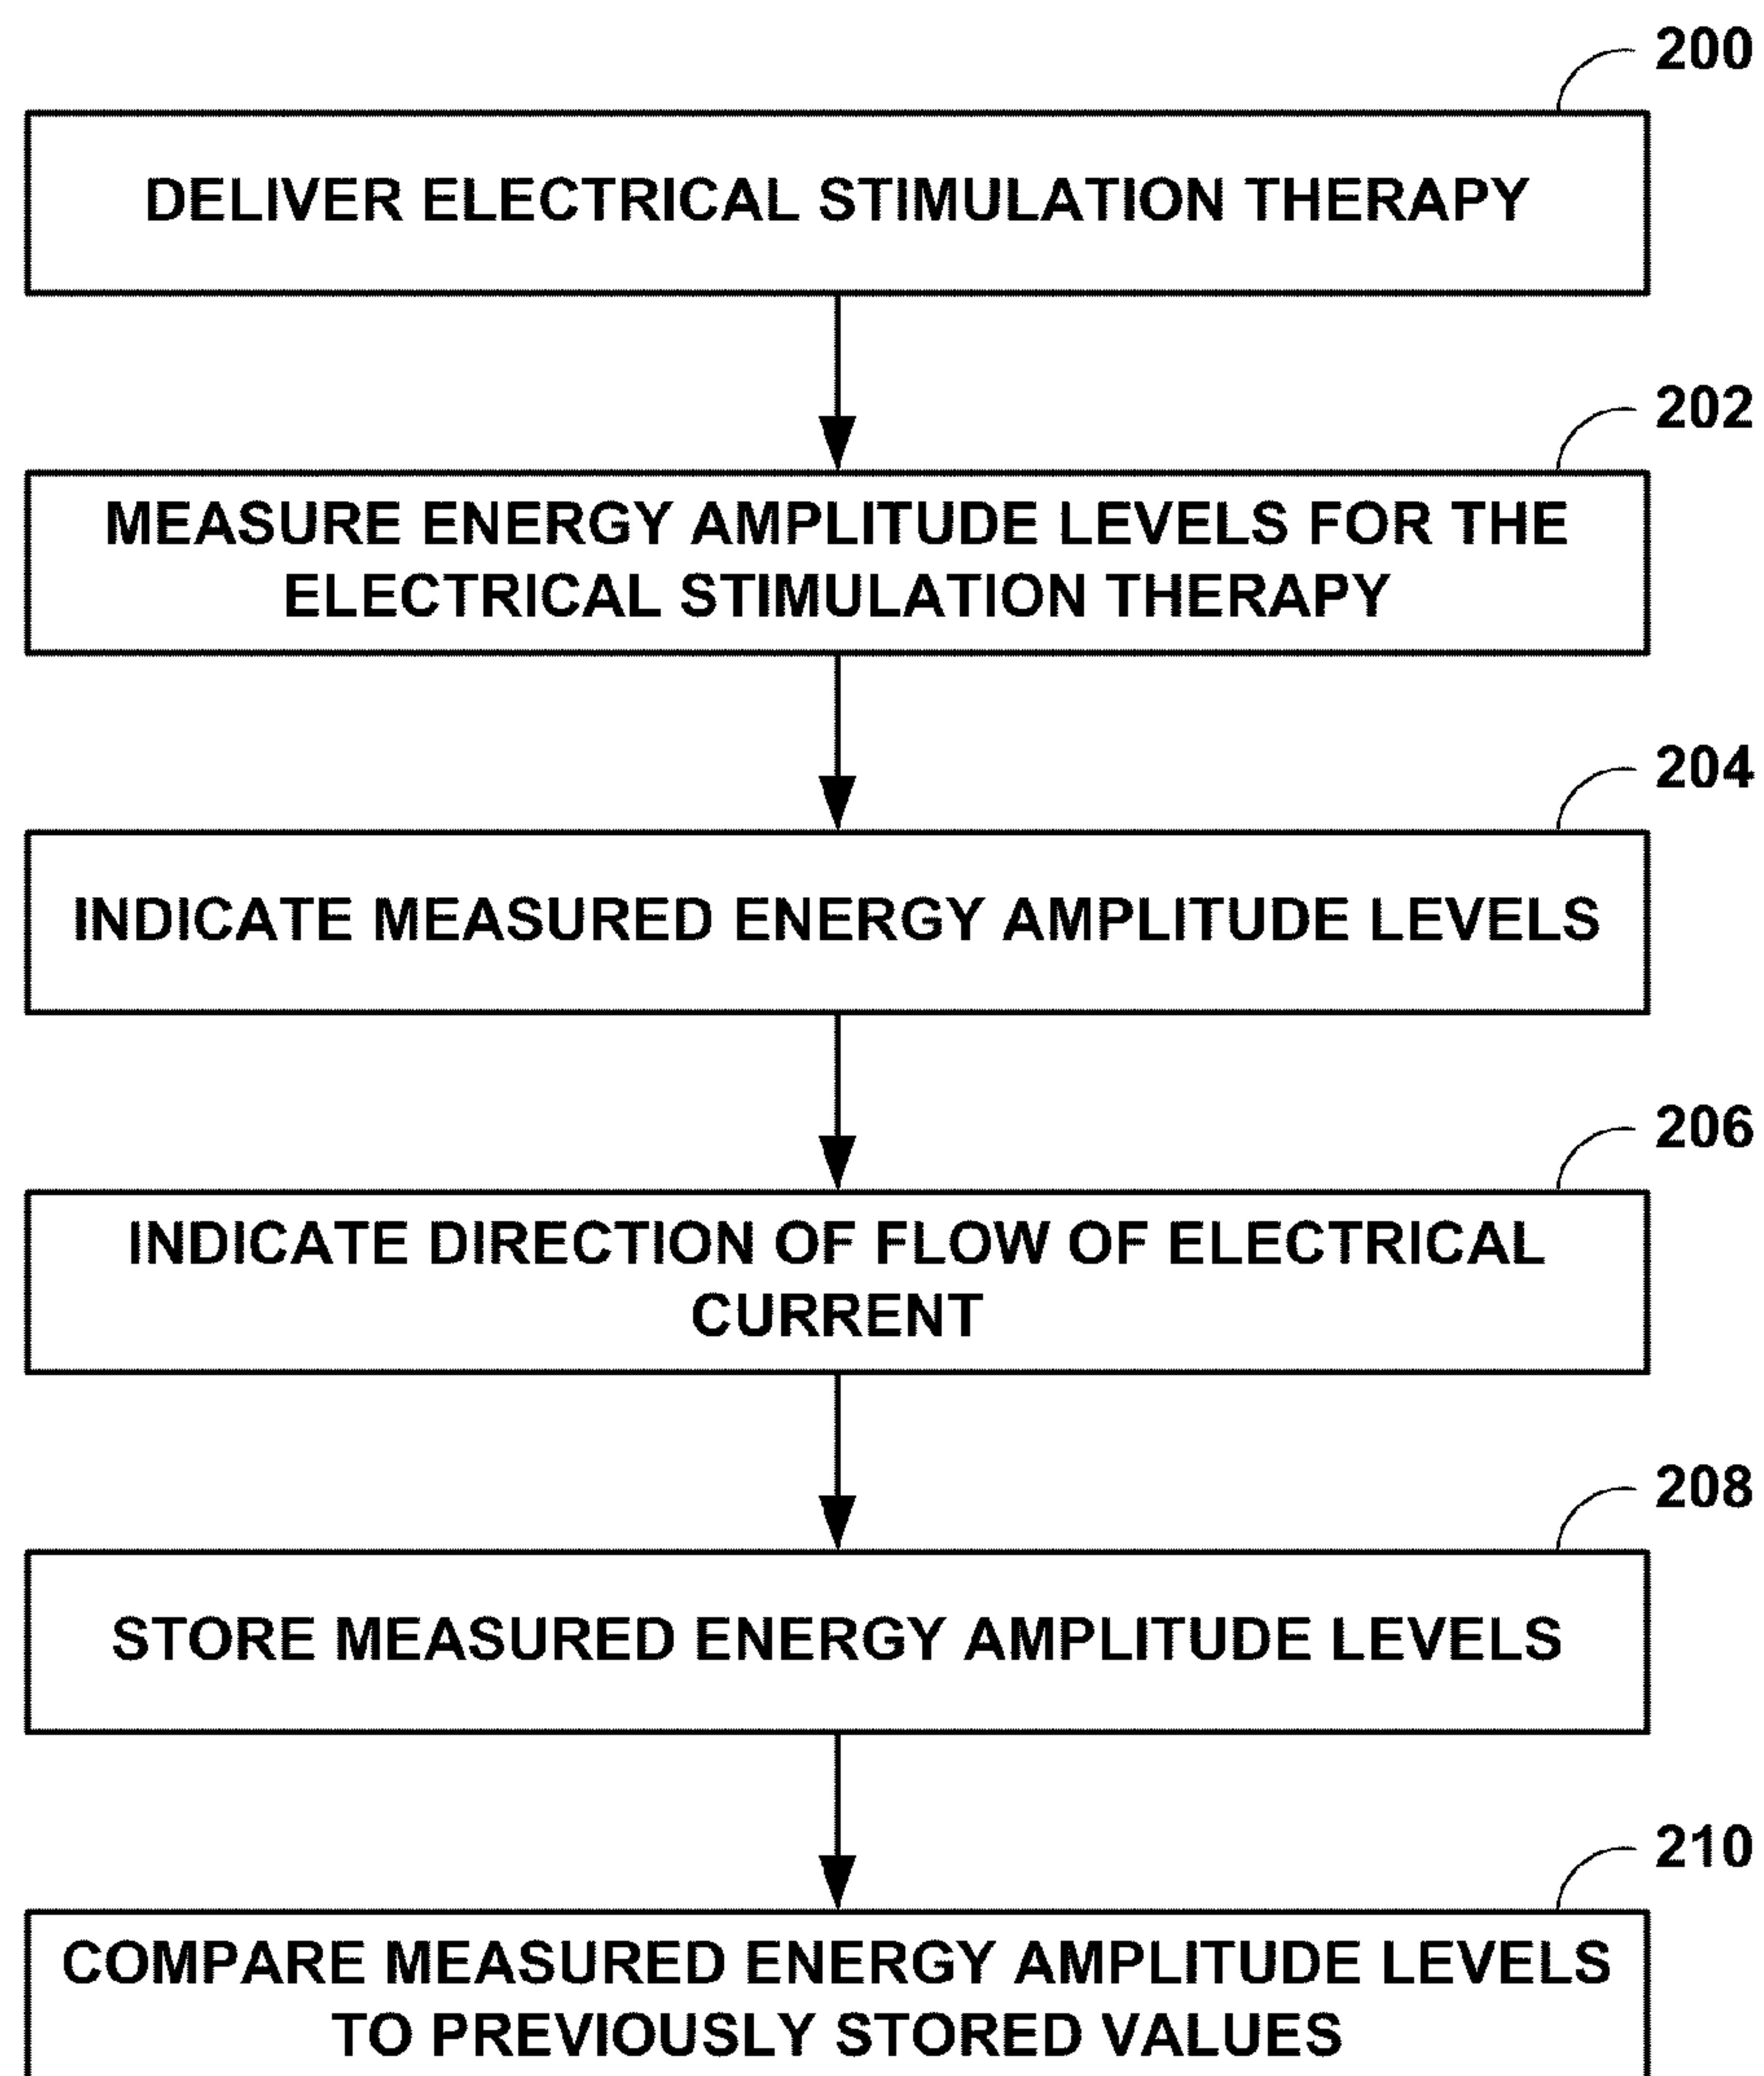 200
DELIVER ELECTRICAL STIMULATION THERAPY
202
MEASURE ENERGY AMPLITUDE LEVELS FOR THE
ELECTRICAL STIMULATION THERAPY
204
INDICATE MEASURED ENERGY AMPLITUDE LEVELS
206
INDICATE DIRECTION OF FLOW OF ELECTRICAL
CURRENT
208
STORE MEASURED ENERGY AMPLITUDE LEVELS
210
COMPARE MEASURED ENERGY AMPLITUDE LEVELS
TO PREVIOUSLY STORED VALUES